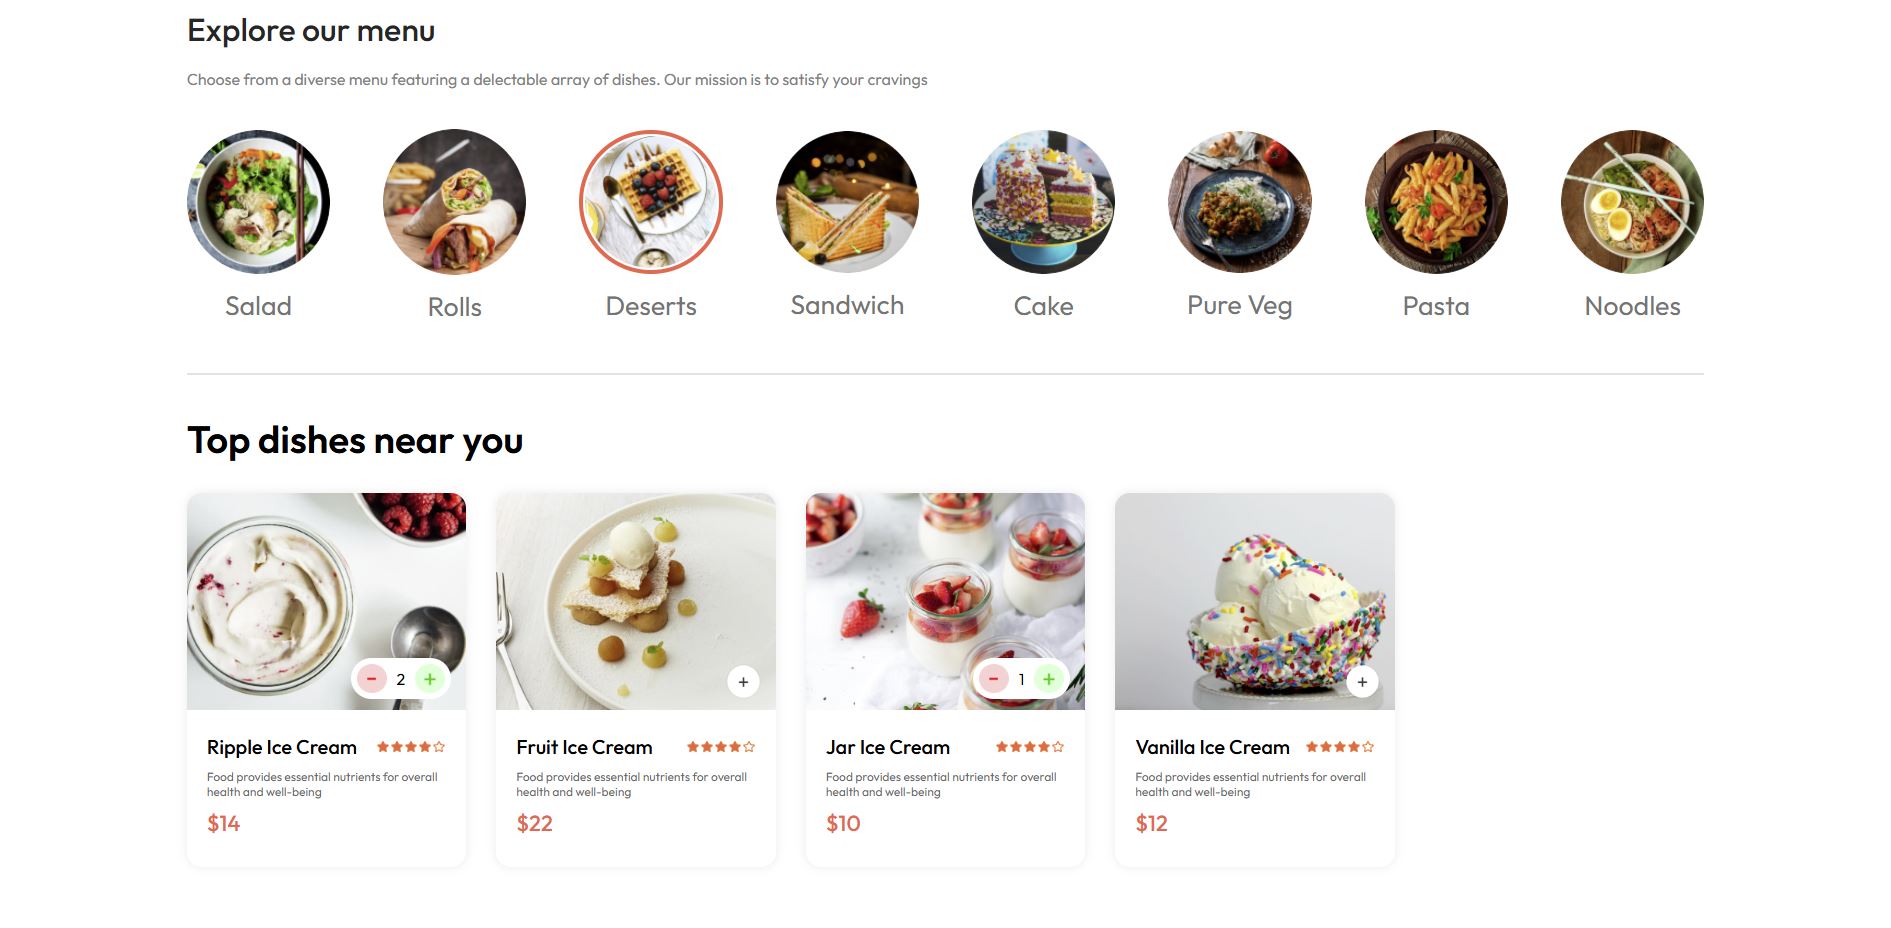 Explore our menu
Choose from a diverse menu featuring a delectable array of dishes. Our mission is to satisfy your cravings
Salad
Rolls
Deserts
Sandwich
Cake
Pure Veg
Pasta
Noodles
Top dishes near you
2
+
1
+
Ripple Ice Cream
Food provides essential nutrients for overall
health and well-being
$14
Fruit Ice Cream
Food provides essential nutrients for overall
health and well-being
$22
Jar Ice Cream
Food provides essential nutrients for overall
health and well-being
$10
Vanilla Ice Cream
Food provides essential nutrients for overall
health and well-being
$12